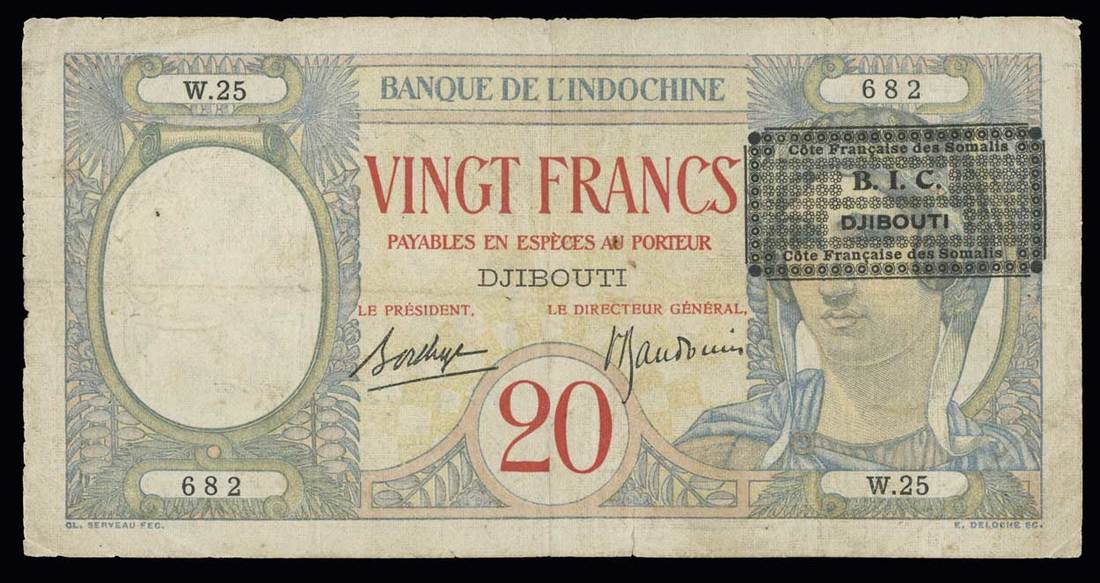 W.25
BANQUE DE L'INDOCHINE
682
Côte Française des Somalis
B. I. C.
DJIBOUTI
Côte Française des Somalis
VINGT FRANCS
PAYABLES EN ESPÈCES AU PORTEUR
DJIBOUTI
LE PRÉSIDENT, LE DIRECTEUR GÉNÉRAL,
20
682
W.25
CL. SERVEAU FEC. E. DELOCHE SC.